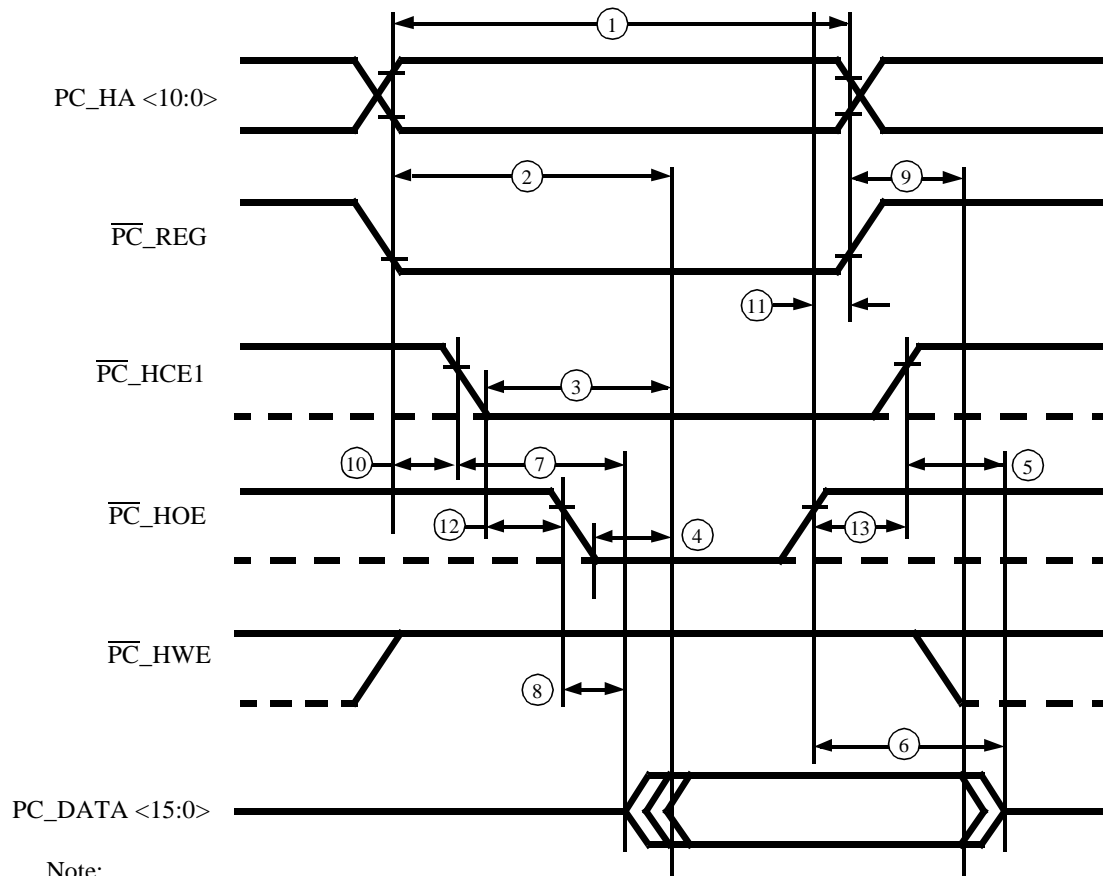 1
PC_HA <10:0>
2
9
PC_REG
11
PC_HCE1
3
10
7
5
PC_HOE
12
4
13
PC_HWE
8
6
PC_DATA <15:0>
Note: